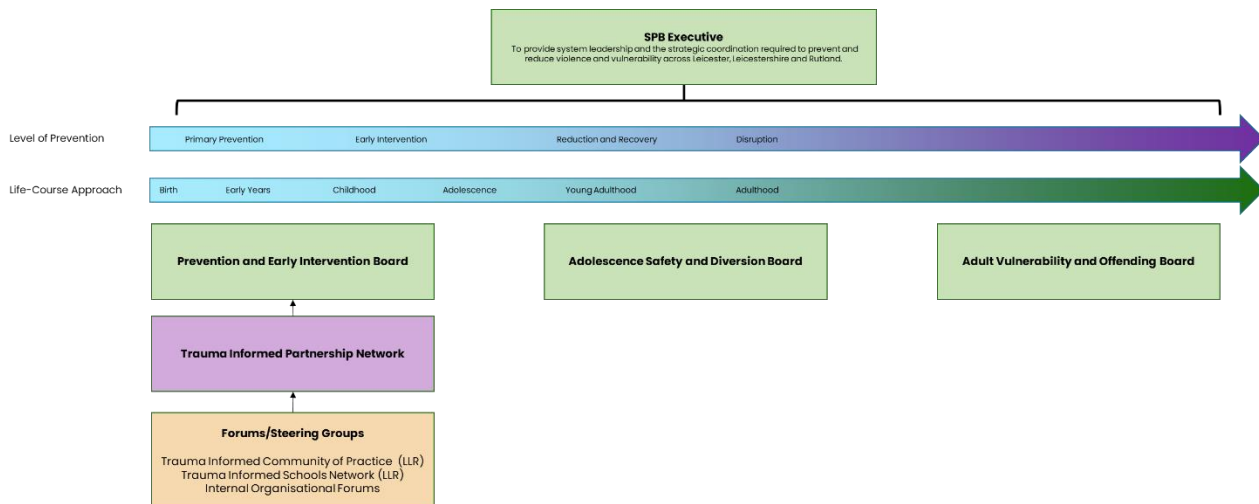 SPB Executive
To provide system leadership and the strategic coordination required to prevent and
reduce violence and vulnerability across Leicester, Leicestershire and Rutland.
Level of Prevention
Primary Prevention
Early Intervention
Reduction and Recovery
Disruption
Life-Course Approach
Birth
Early Years
Childhood
Adolescence
Young Adulthood
Adulthood
Prevention and Early Intervention Board
Adolescence Safety and Diversion Board
Adult Vulnerability and Offending Board
Trauma Informed Partnership Network
Forums/Steering Groups
Trauma Informed Community of Practice (LLR)
Trauma Informed Schools Network (LLR)
Internal Organisational Forums